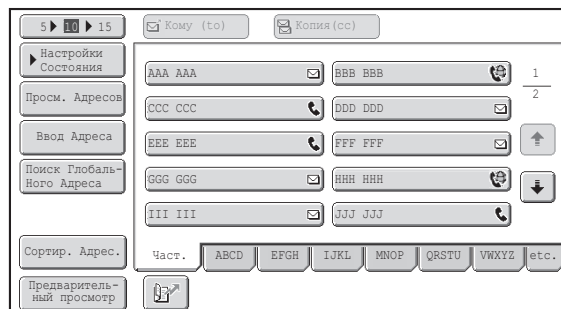 5 10 15
Кому (to)
Копия(cc)
Настройки
Состояния
Просм. Адресов
Ввод Адреса
Поиск Глобаль-
Ного Адреса
Сортир. Адрес.
Предваритель-
ный просмотр
AAA AAA
BBB BBB
CCC CCC
DDD DDD
EEE EEE
FFF FFF
GGG GGG
HHH HHH
III III
JJJ JJJ
1
2
Част.
ABCD
EFGH
IJKL
MNOP
QRSTU
VWXYZ
etc.